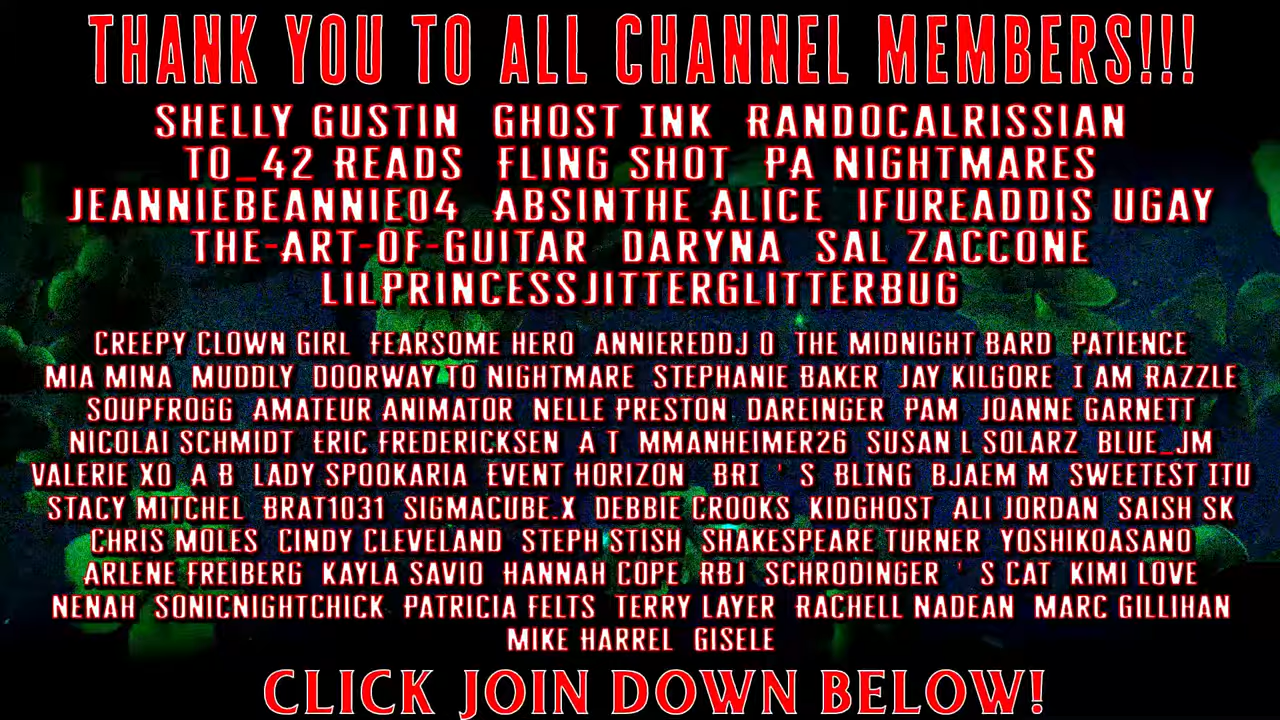 THANK YOU TO ALL CHANNEL MEMBERS!!!
SHELLY GUSTIN GHOST INK RANDOCALRISSIAN
TO_42 READS FLING SHOT PA NIGHTMARES
JEANNIEBEANNIE04 ABSINTHE ALICE IFUREADDIS UGAY
THE-ART-OF-GUITAR DARYNA SAL ZACCONE
LILPRINCESSJITTERGLITTERBUG
CREEPY CLOWN GIRL FEARSOME HERO ANNIEREDDJ O THE MIDNIGHT BARD PATIENCE
MIA MINA MUDDLY DOORWAY TO NIGHTMARE STEPHANIE BAKER JAY KILGORE I AM RAZZLE
SOUPFROGG AMATEUR ANIMATOR NELLE PRESTON DAREINGER PAM JOANNE GARNETT
NICOLAI SCHMIDT ERIC FREDERICKSEN A T MMANHEIMER26 SUSAN L SOLARZ BLUE_JM
VALERIE XO A B LADY SPOOKARIA EVENT HORIZON BRI ' S BLING BJAEM M SWEETEST ITU
STACY MITCHEL BRAT1031 SIGMACUBE.X DEBBIE CROOKS KIDGHOST ALI JORDAN SAISH SK
CHRIS MOLES CINDY CLEVELAND STEPH STISH SHAKESPEARE TURNER YOSHIKOASANO
ARLENE FREIBERG KAYLA SAVIO HANNAH COPE RBJ SCHRODINGER ' S CAT KIMI LOVE
NENAH SONICNIGHTCHICK PATRICIA FELTS TERRY LAYER RACHELL NADEAN MARC GILLIHAN
MIKE HARREL GISELE
CLICK JOIN DOWN BELOW!